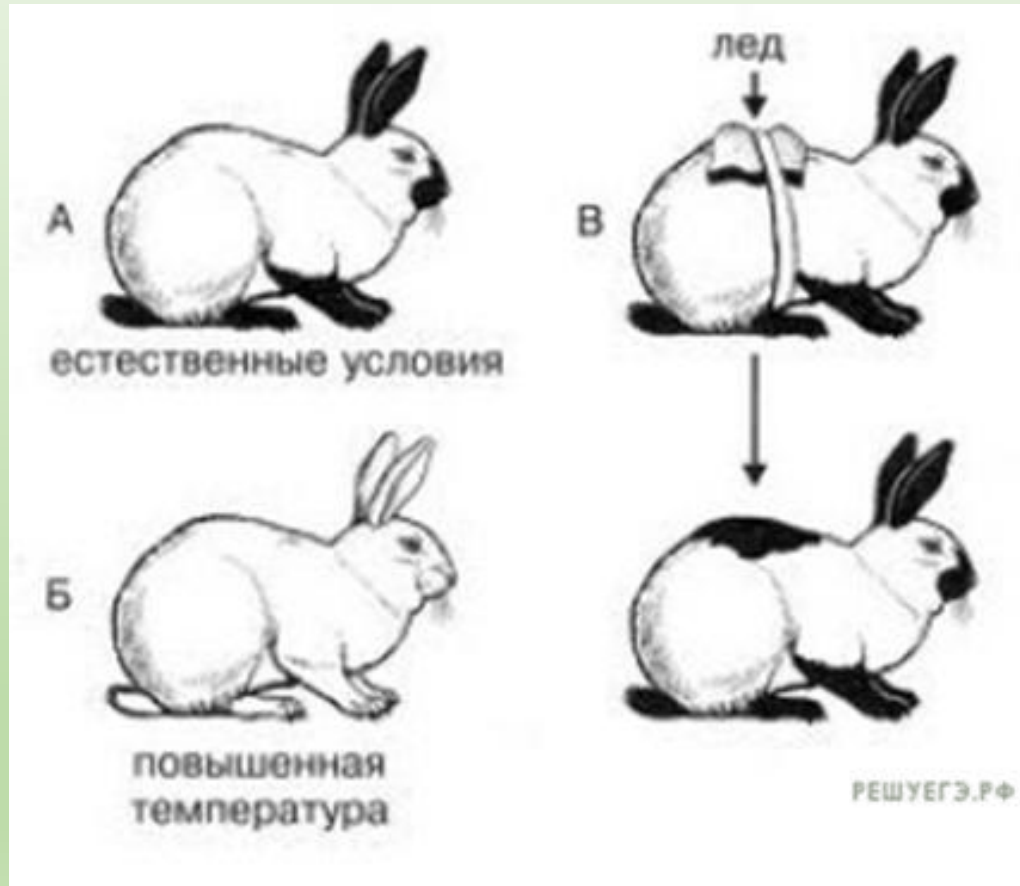 лед
А
В
естественные условия
Б
повышенная
температура
РЕШУЕГЭ.РФ